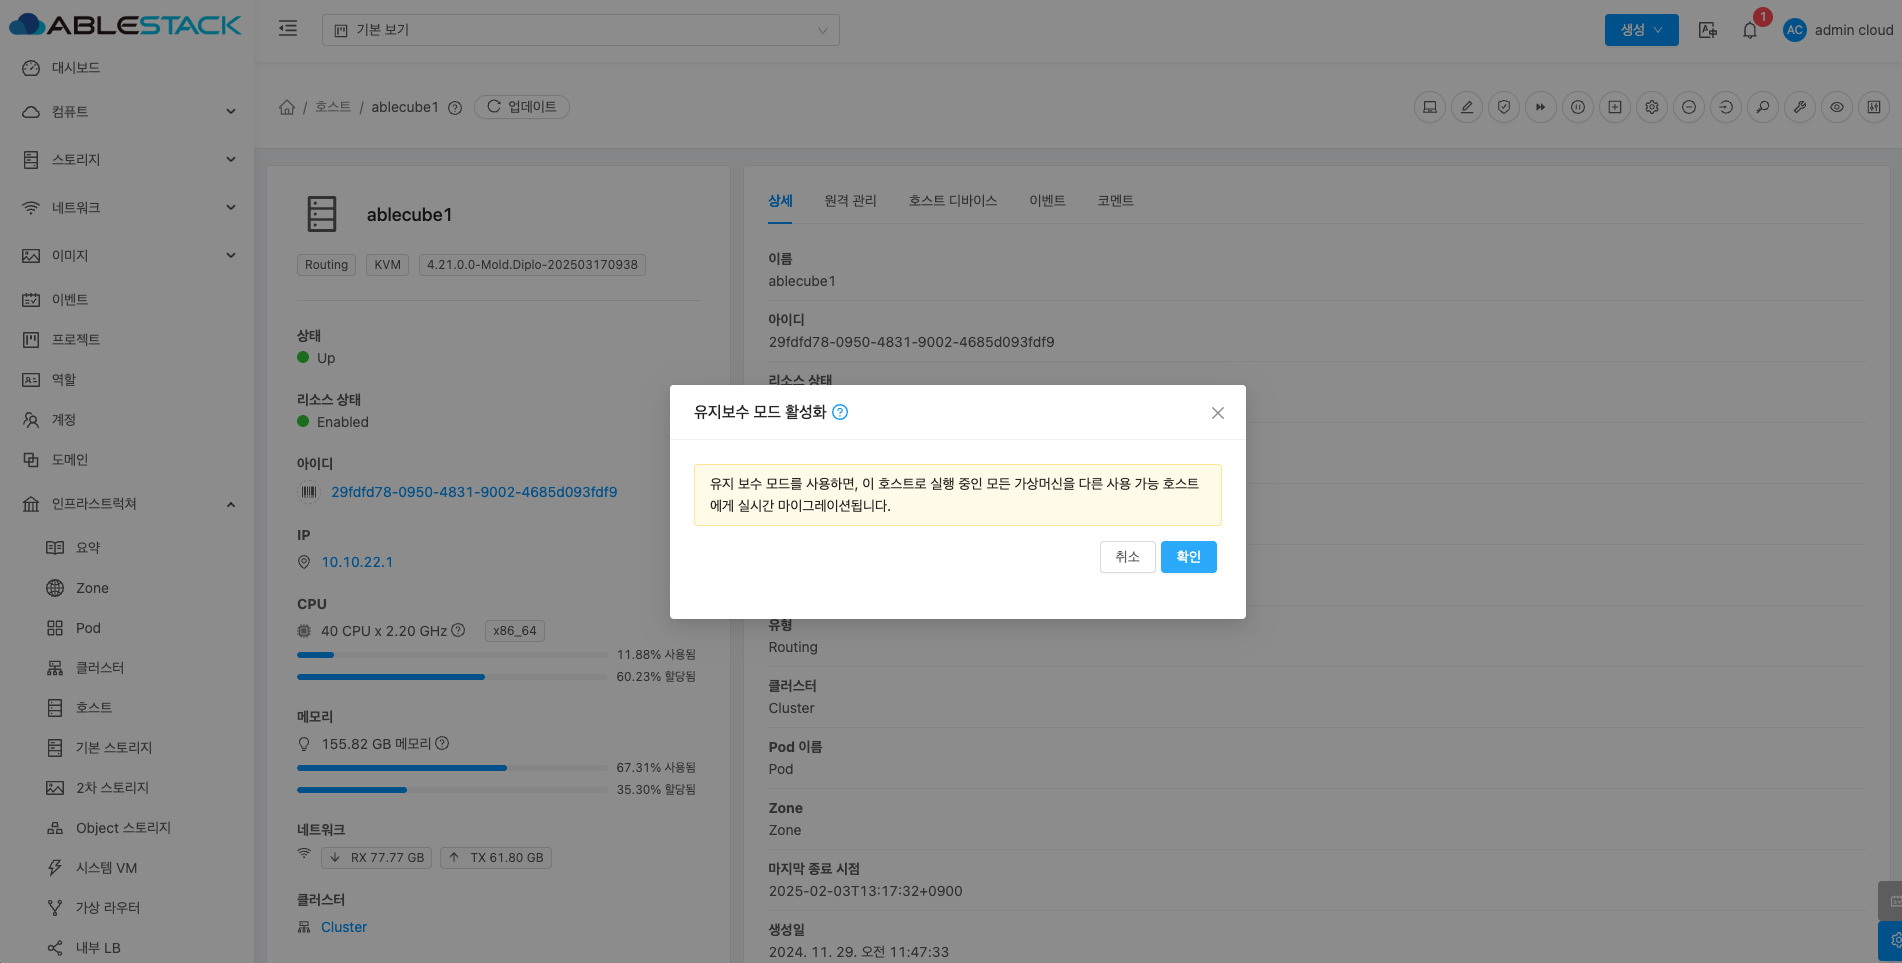 ABLESTACK
기본 보기
생성
1
AC
admin cloud
대시보드
컴퓨트
스토리지
네트워크
이미지
이벤트
프로젝트
역할
계정
도메인
인프라스트럭쳐
요약
Zone
Pod
클러스터
호스트
기본 스토리지
2차 스토리지
Object 스토리지
시스템 VM
가상 라우터
내부 LB
/ 호스트 / ablecube1
업데이트
ablecube1
Routing
KVM
4.21.0.0-Mold.Diplo-202503170938
상태
Up
리소스 상태
Enabled
아이디
29fdfd78-0950-4831-9002-4685d093fdf9
IP
10.10.22.1
CPU
40 CPU x 2.20 GHz
x86_64
11.88% 사용됨
60.23% 할당됨
메모리
155.82 GB 메모리
67.31% 사용됨
35.30% 할당됨
네트워크
RX 77.77 GB
TX 61.80 GB
클러스터
Cluster
상세
원격 관리
호스트 디바이스
이벤트
코멘트
이름
ablecube1
아이디
29fdfd78-0950-4831-9002-4685d093fdf9
리소스 상태
유지보수 모드 활성화
유지 보수 모드를 사용하면, 이 호스트로 실행 중인 모든 가상머신을 다른 사용 가능 호스트
에게 실시간 마이그레이션됩니다.
취소
확인
유형
Routing
클러스터
Cluster
Pod 이름
Pod
Zone
Zone
마지막 종료 시점
2025-02-03T13:17:32+0900
생성일
2024. 11. 29. 오전 11:47:33